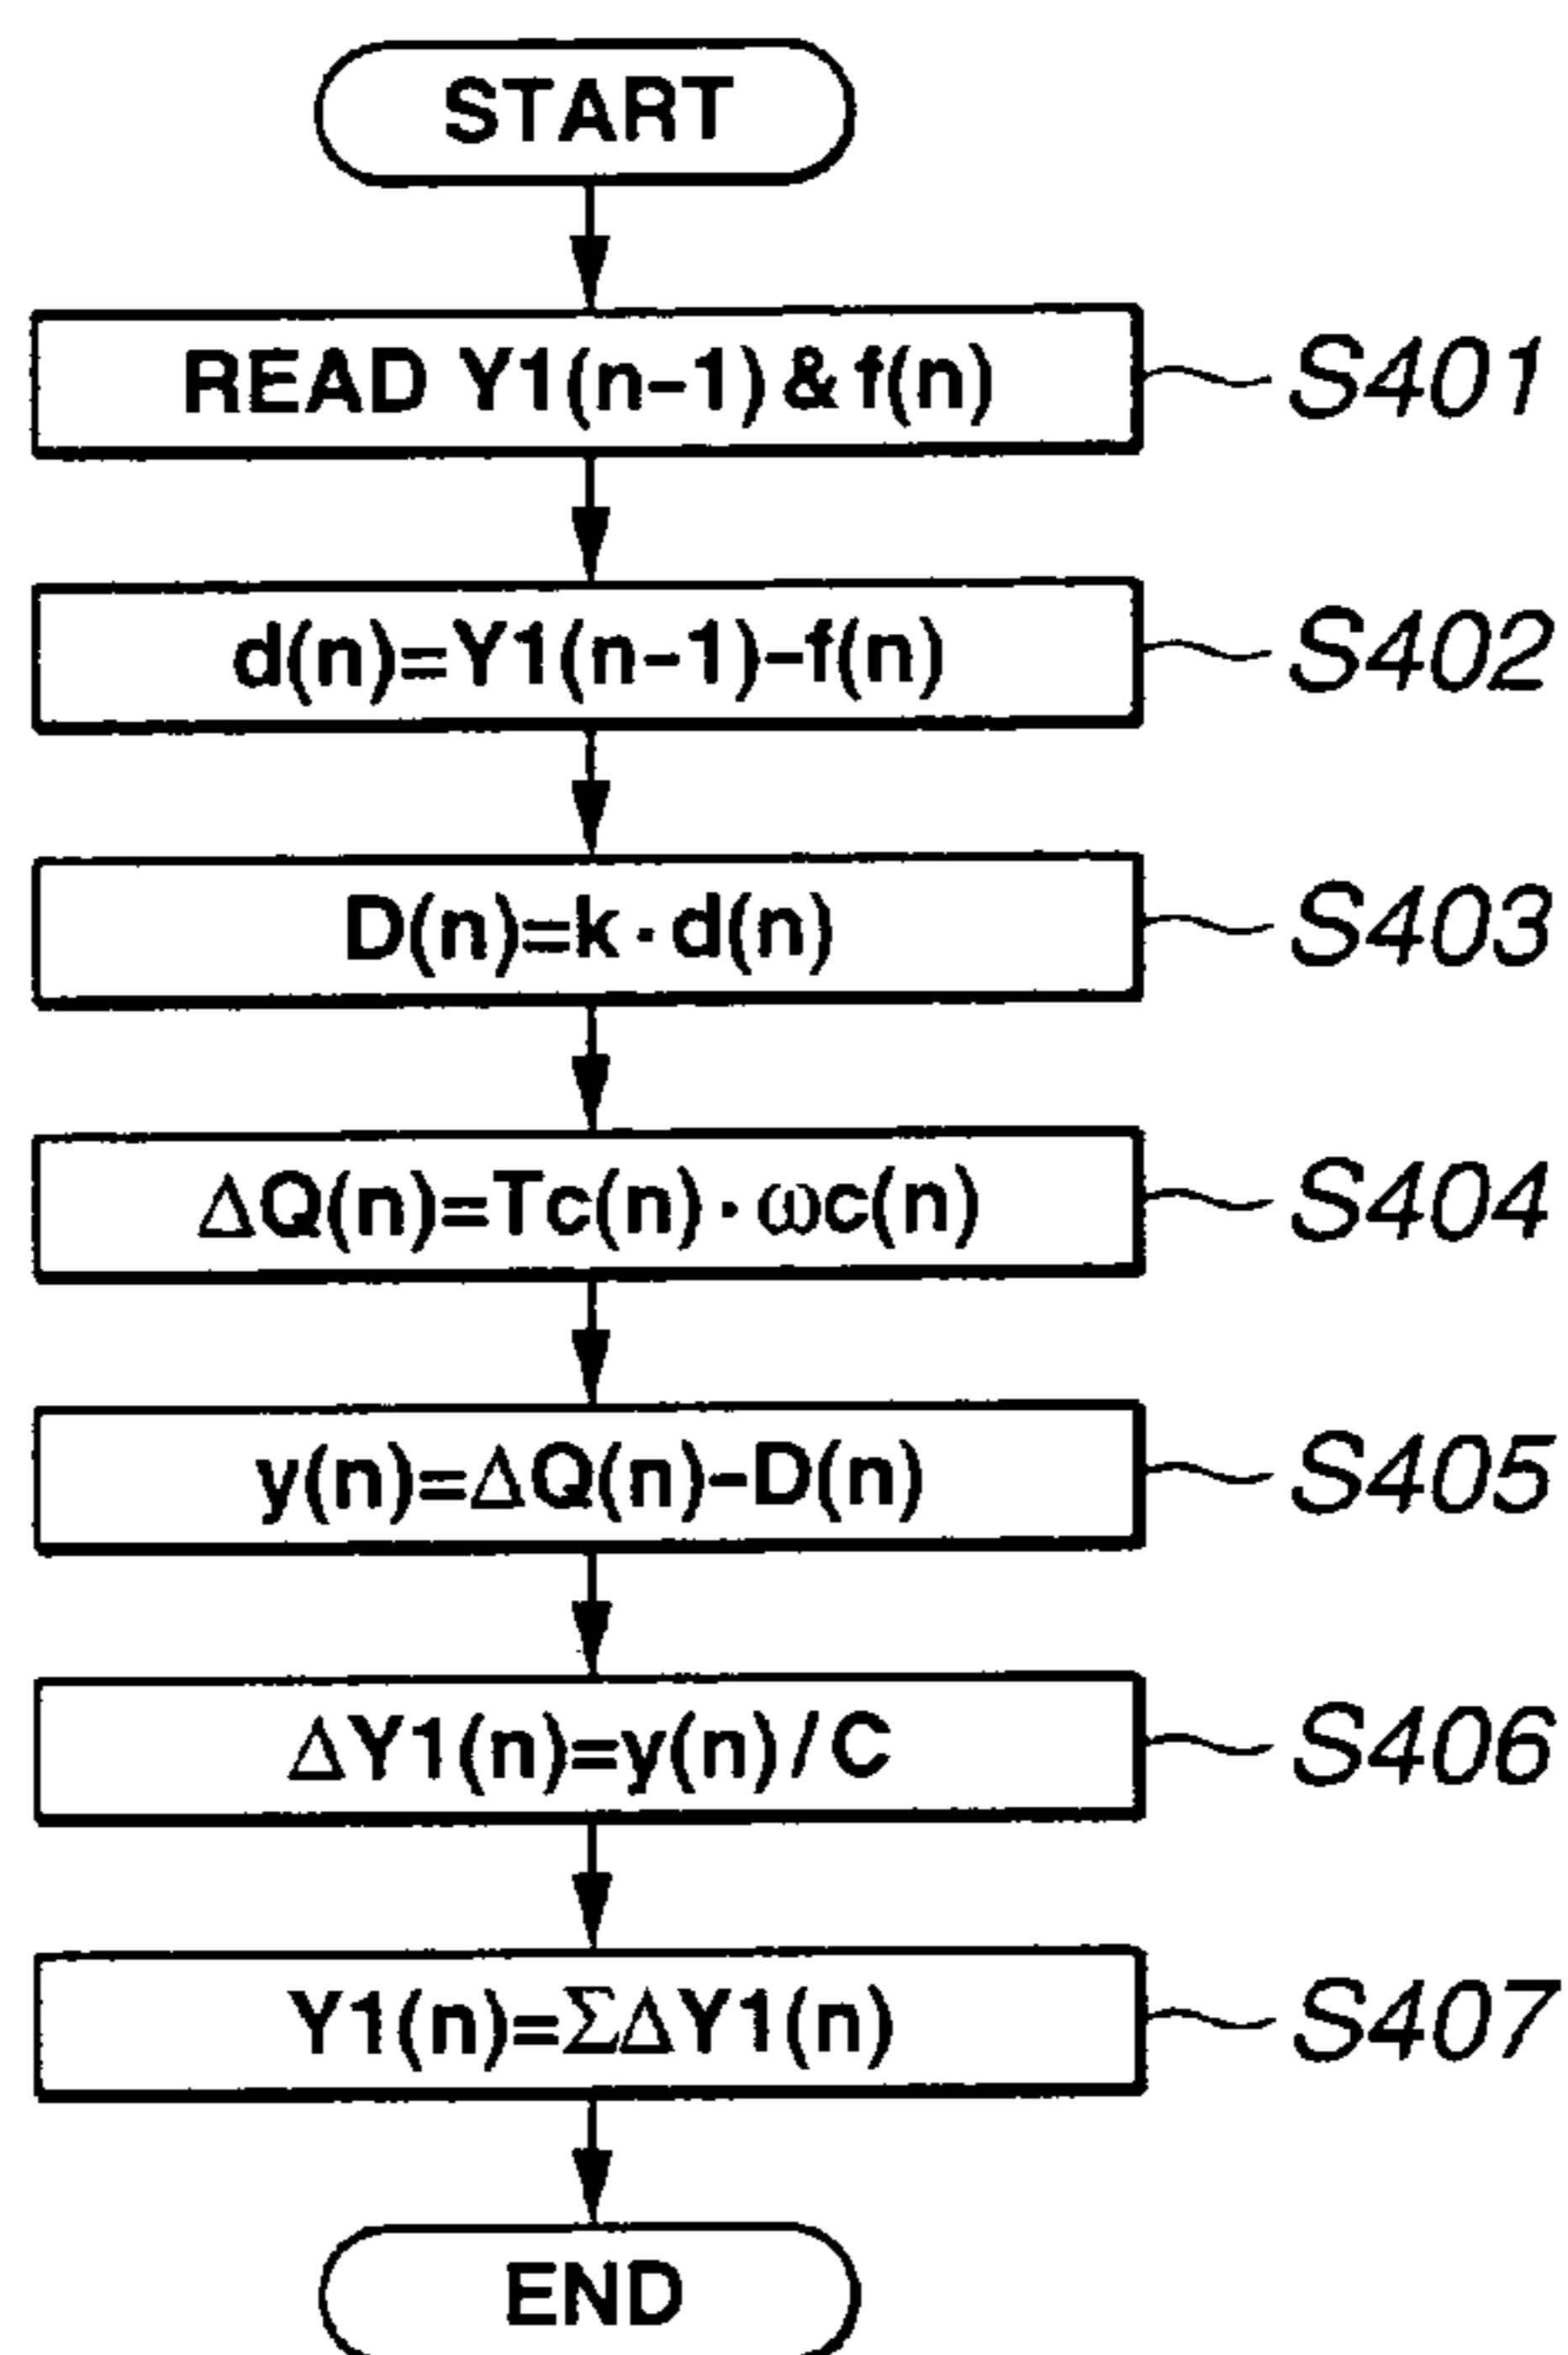 START
READ Y1(n-1) & f(n) S401
d(n)=Y1(n-1)-f(n) S402
D(n)=k·d(n) S403
ΔQ(n)=Tc(n)·ωc(n) S404
y(n)=ΔQ(n)-D(n) S405
ΔY1(n)=y(n)/C S406
Y1(n)=ΣΔY1(n) S407
END